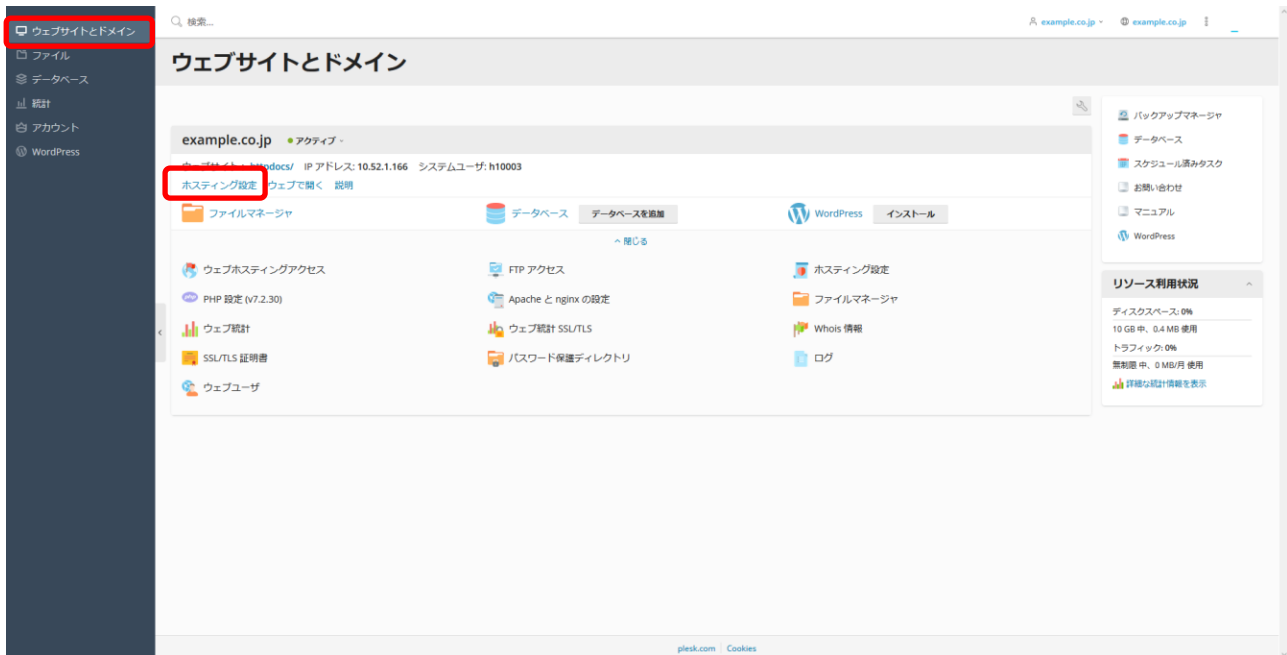 ウェブサイトとドメイン
ファイル
データベース
統計
アカウント
WordPress
検索...
example.co.jp
example.co.jp
ウェブサイトとドメイン
example.co.jp アクティブ
httpdocs/ IP アドレス: 10.52.1.166 システムユーザ: h10003
ホスティング設定 ウェブで開く 説明
ファイルマネージャ データベース データベースを追加 WordPress インストール
閉じる
ウェブホスティングアクセス FTP アクセス ホスティング設定
PHP 設定 (v7.2.30) Apache と nginx の設定 ファイルマネージャ
ウェブ統計 ウェブ統計 SSL/TLS Whois 情報
SSL/TLS 証明書 パスワード保護ディレクトリ ログ
ウェブユーザ
バックアップマネージャ
データベース
スケジュール済みタスク
お問い合わせ
マニュアル
WordPress
リソース利用状況
ディスクスペース: 0%
10 GB 中、0.4 MB 使用
トラフィック: 0%
無制限 中、0 MB/月 使用
詳細な統計情報を表示
plesk.com Cookies